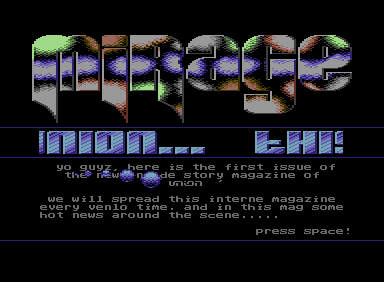 mirage
yo guyz, here is the first issue of
the new made story magazine of
union
we will spread this interne magazine
every venlo time. and in this mag some
hot news around the scene.....
press space!